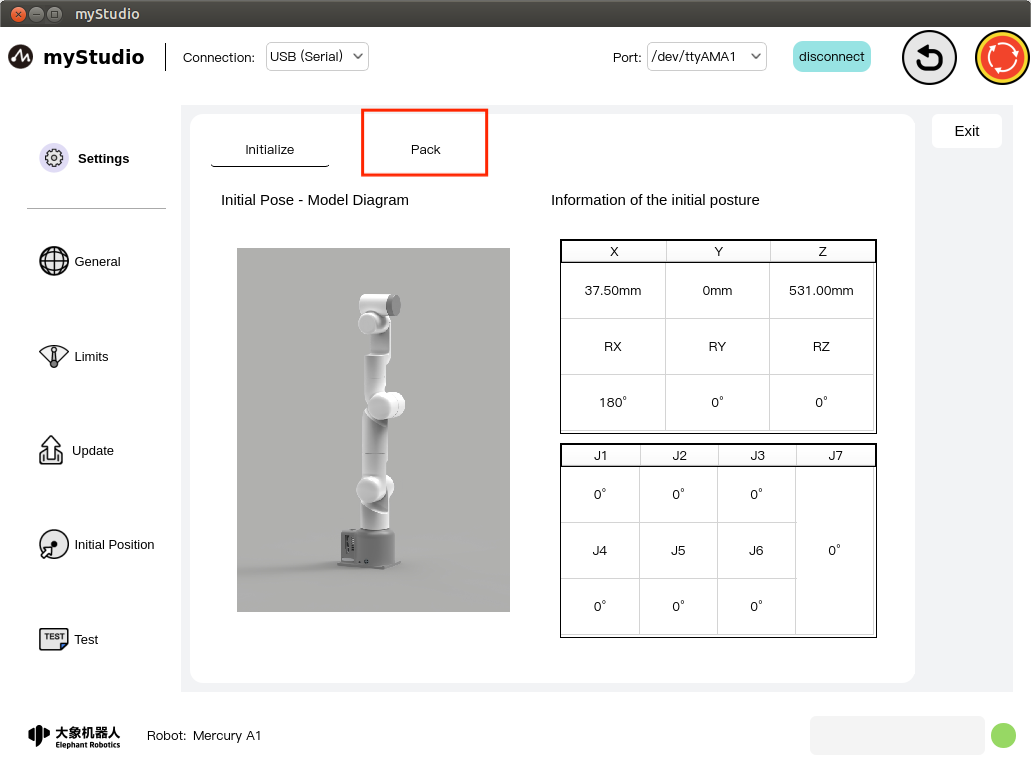 myStudio
myStudio
Connection: USB (Serial) Port: /dev/ttyAMA1 disconnect
Settings
General
Limits
Update
Initial Position
TEST Test
Initialize Pack Exit
Initial Pose - Model Diagram Information of the initial posture
X Y Z
37.50mm 0mm 531.00mm
RX RY RZ
180° 0° 0°
J1 J2 J3 J7
0° 0° 0°
J4 J5 J6 0°
0° 0° 0°
大象机器人
Elephant Robotics
Robot: Mercury A1